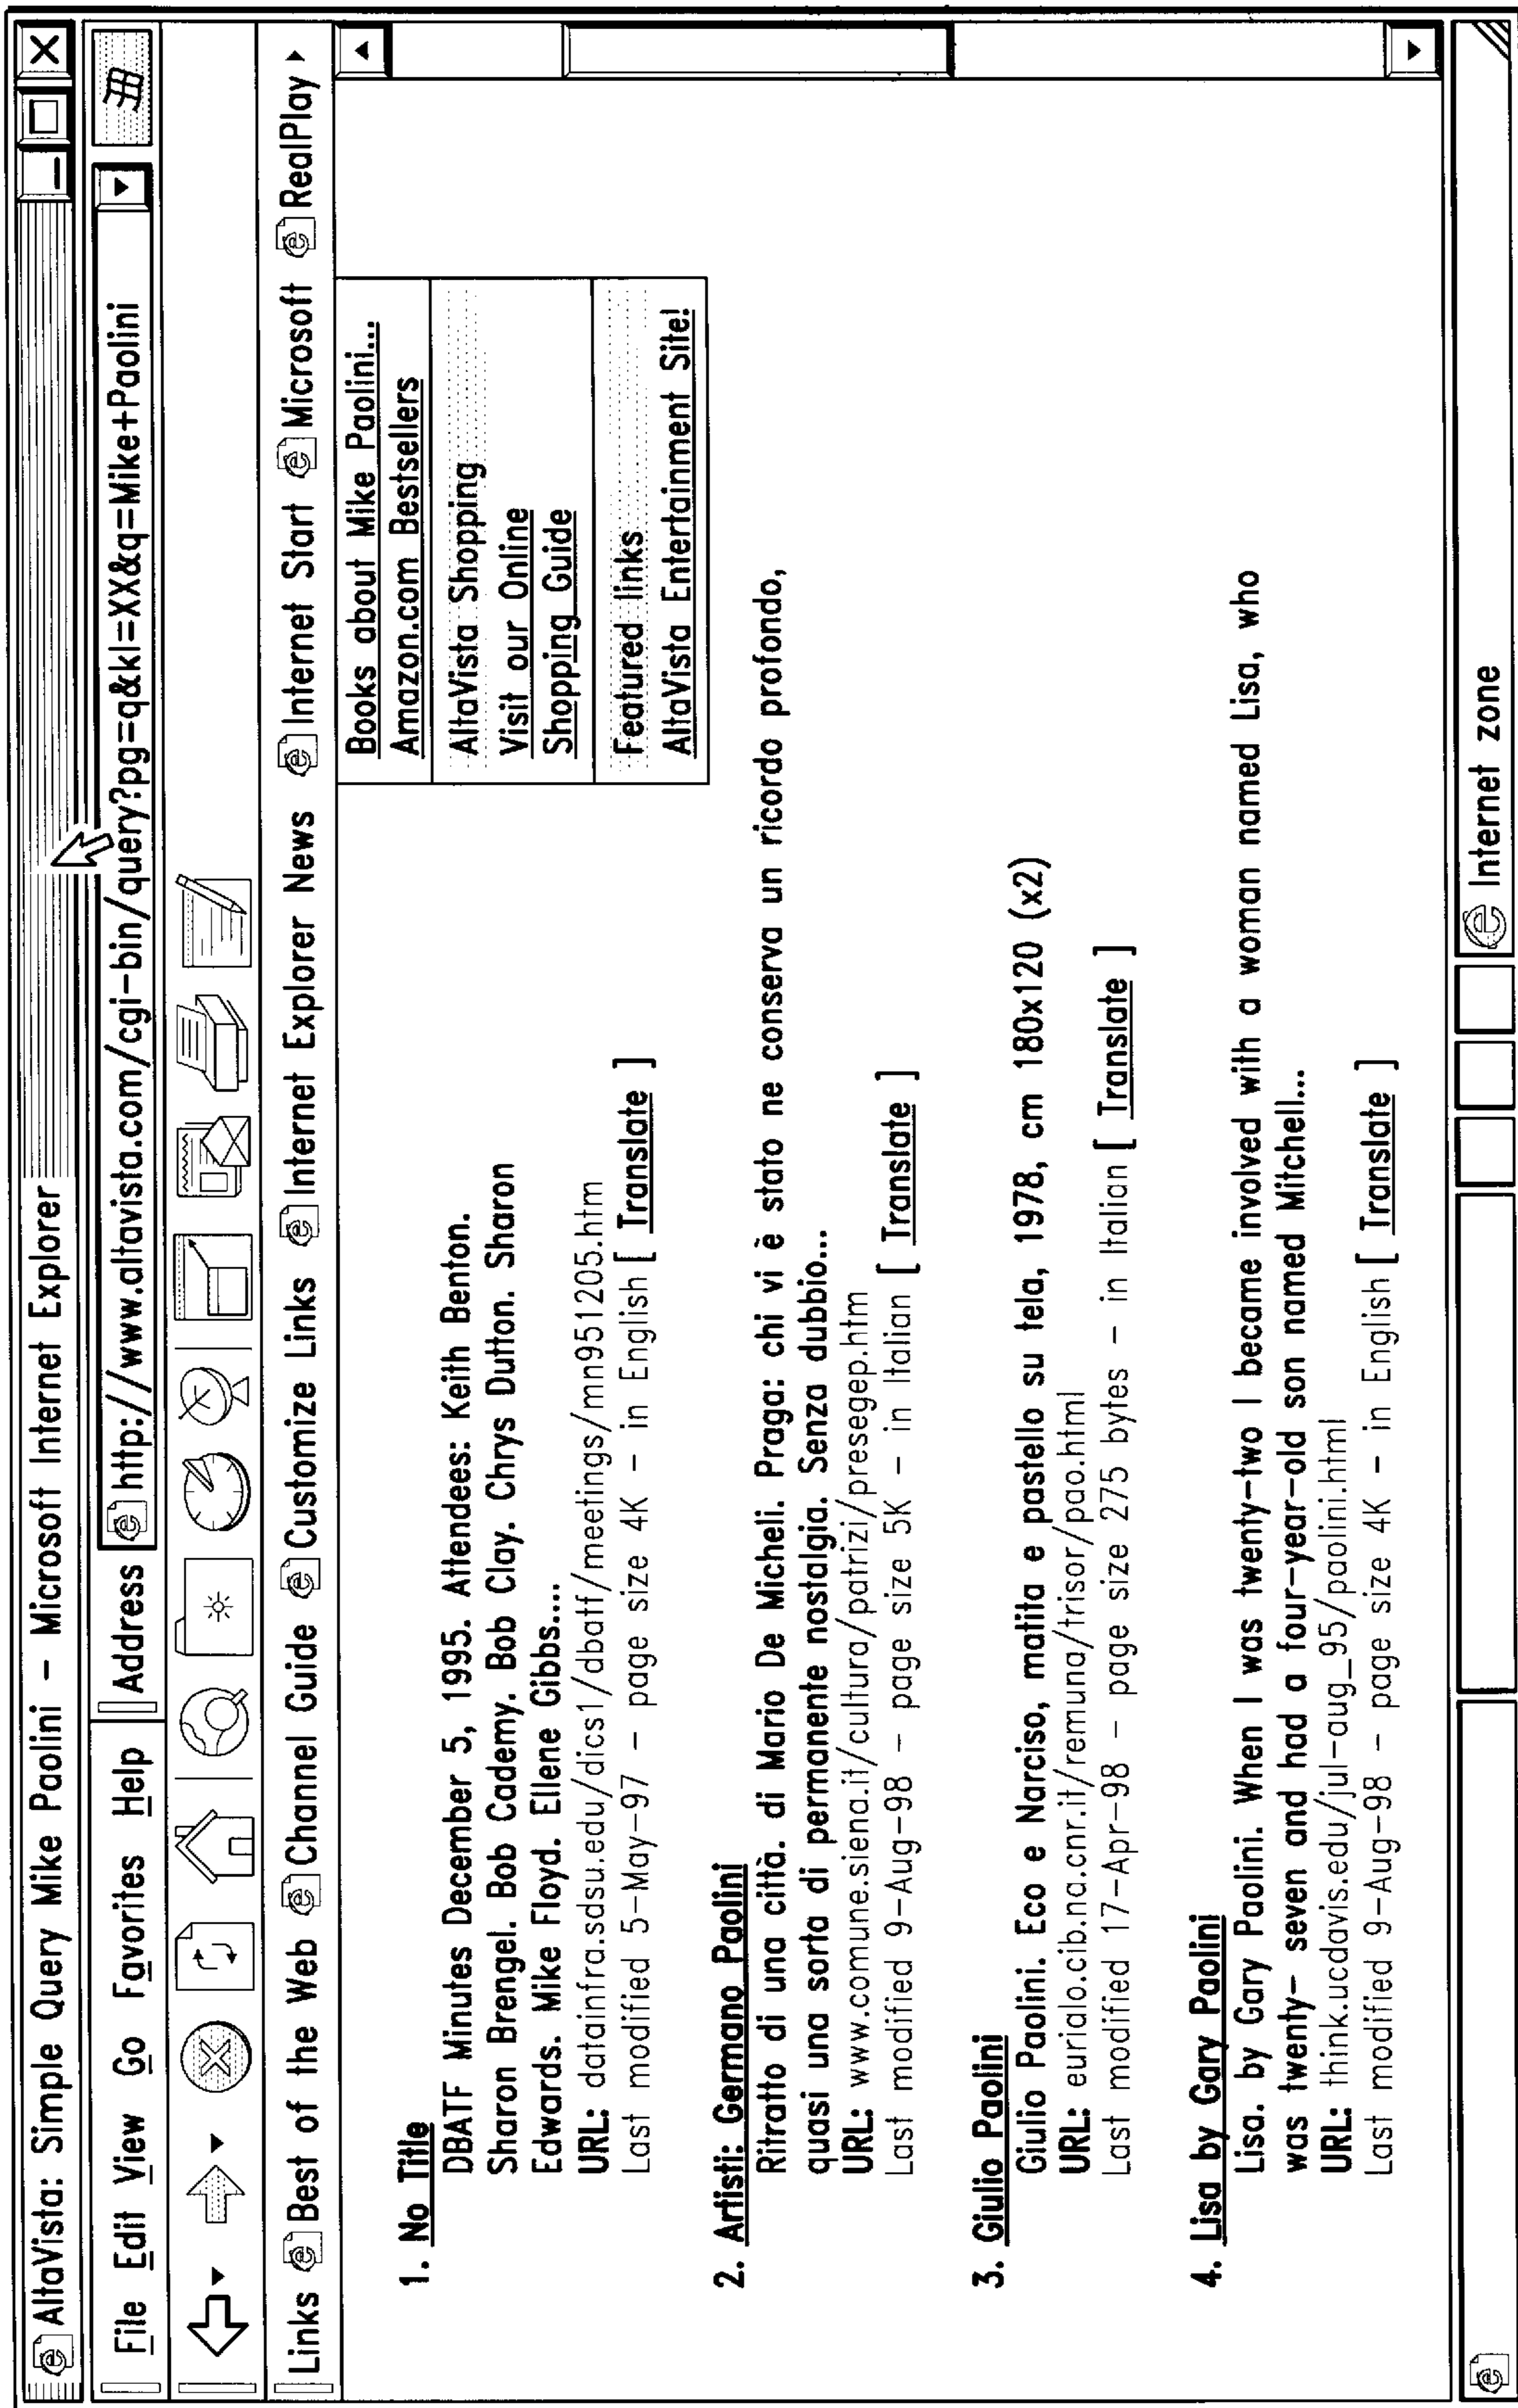 AltaVista: Simple Query Mike Paolini - Microsoft Internet Explorer
File Edit View Go Favorites Help Address http://www.altavista.com/cgi-bin/query?pg=q&kl=XX&q=Mike+Paolini
Links Best of the Web Channel Guide Customize Links Internet Explorer News Internet Start Microsoft RealPlay
Books about Mike Paolini...
Amazon.com Bestsellers
AltaVista Shopping
Visit our Online
Shopping Guide
Featured links
AltaVista Entertainment Site!
1. No Title
DBATF Minutes December 5, 1995. Attendees: Keith Benton.
Sharon Brengel. Bob Cademy. Bob Clay. Chrys Dutton. Sharon
Edwards. Mike Floyd. Ellene Gibbs....
URL: datainfra.sdsu.edu/dics1/dbatf/meetings/mn951205.htm
Last modified 5-May-97 - page size 4K - in English [ Translate ]
2. Artisti: Germano Paolini
Ritratto di una città. di Mario De Micheli. Praga: chi vi è stato ne conserva un ricordo profondo,
quasi una sorta di permanente nostalgia. Senza dubbio...
URL: www.comune.siena.it/cultura/patrizi/presegep.htm
Last modified 9-Aug-98 - page size 5K - in Italian [ Translate ]
3. Giulio Paolini
Giulio Paolini. Eco e Narciso, matita e pastello su tela, 1978, cm 180x120 (x2)
URL: eurialo.cib.na.cnr.it/remuna/trisor/pao.html
Last modified 17-Apr-98 - page size 275 bytes - in Italian [ Translate ]
4. Lisa by Gary Paolini
Lisa. by Gary Paolini. When I was twenty-two I became involved with a woman named Lisa, who
was twenty- seven and had a four-year-old son named Mitchell...
URL: think.ucdavis.edu/jul-aug_95/paolini.html
Last modified 9-Aug-98 - page size 4K - in English [ Translate ]
Internet zone